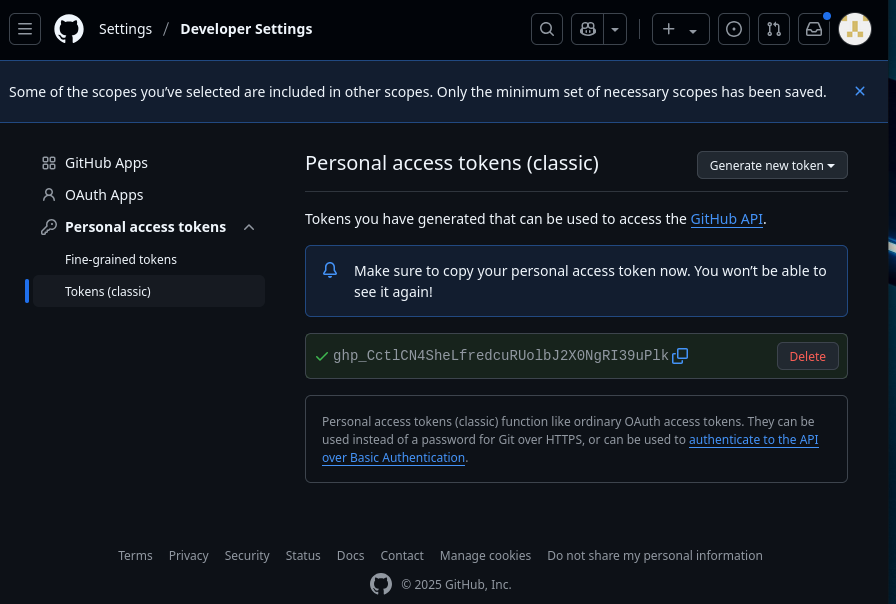 Settings / Developer Settings
Some of the scopes you’ve selected are included in other scopes. Only the minimum set of necessary scopes has been saved.
GitHub Apps
OAuth Apps
Personal access tokens
Fine-grained tokens
Tokens (classic)
Personal access tokens (classic)
Generate new token
Tokens you have generated that can be used to access the GitHub API.
Make sure to copy your personal access token now. You won’t be able to
see it again!
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
Delete
Personal access tokens (classic) function like ordinary OAuth access tokens. They can be
used instead of a password for Git over HTTPS, or can be used to authenticate to the API
over Basic Authentication.
Terms Privacy Security Status Docs Contact Manage cookies Do not share my personal information
© 2025 GitHub, Inc.